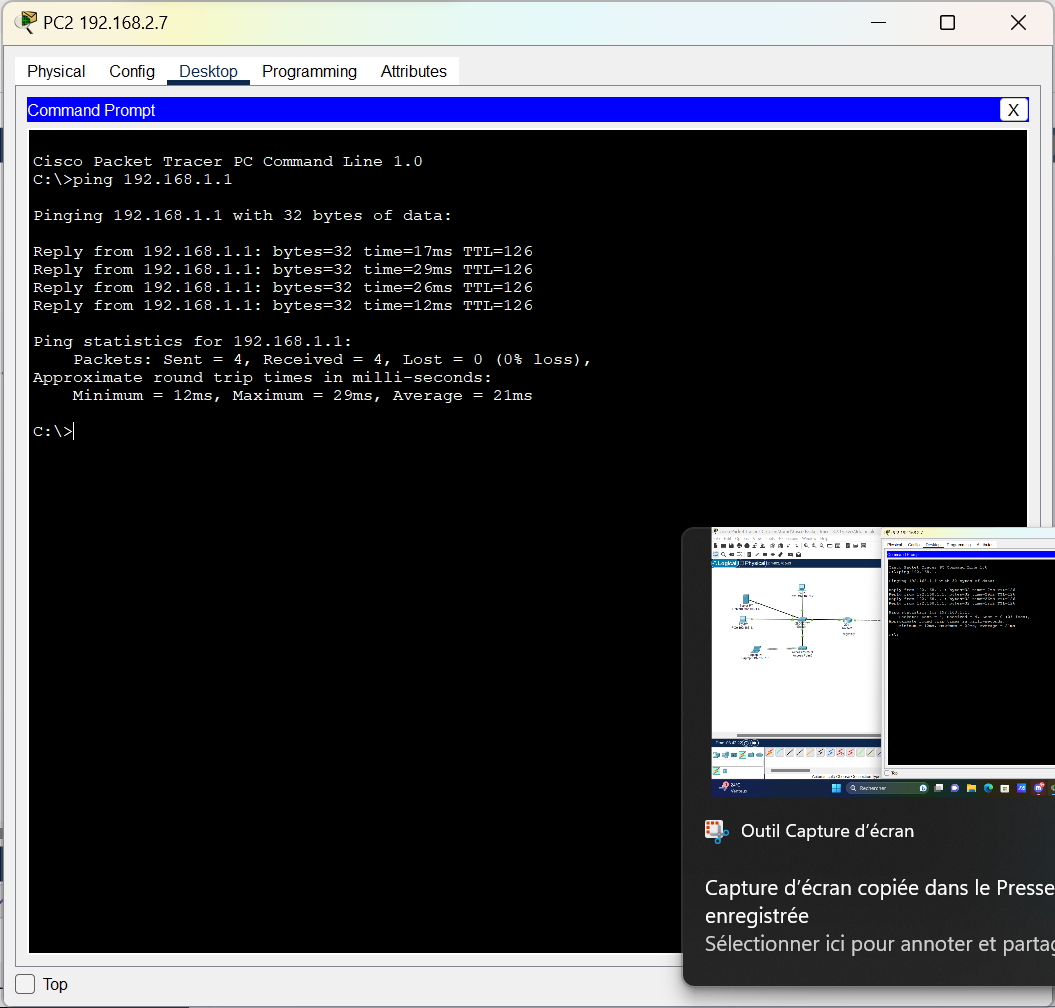 PC2 192.168.2.7
Physical Config Desktop Programming Attributes
Command Prompt
X
Cisco Packet Tracer PC Command Line 1.0
C:\>ping 192.168.1.1
Pinging 192.168.1.1 with 32 bytes of data:
Reply from 192.168.1.1: bytes=32 time=17ms TTL=126
Reply from 192.168.1.1: bytes=32 time=29ms TTL=126
Reply from 192.168.1.1: bytes=32 time=26ms TTL=126
Reply from 192.168.1.1: bytes=32 time=12ms TTL=126
Ping statistics for 192.168.1.1:
Packets: Sent = 4, Received = 4, Lost = 0 (0% loss),
Approximate round trip times in milli-seconds:
Minimum = 12ms, Maximum = 29ms, Average = 21ms
C:\>
Logical Physical
Rechercher
Outil Capture d'écran
Capture d'écran copiée dans le Presse
enregistrée
Sélectionner ici pour annoter et partag
Top